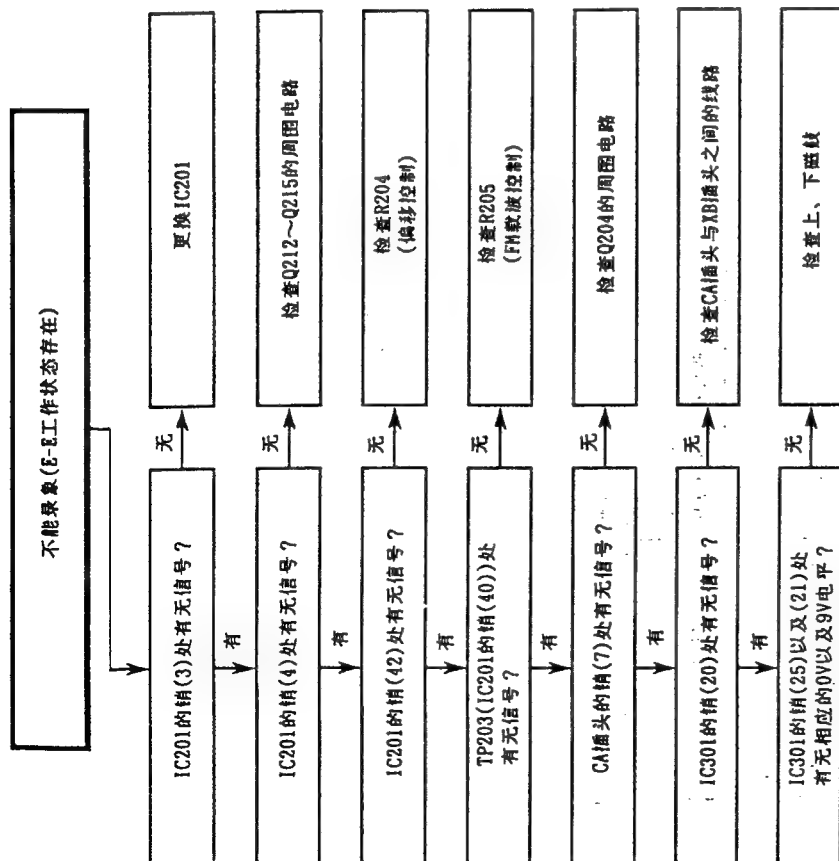 不能录象(E-E工作状态存在)
IC201的销(3)处有无信号?
无
更换IC201
有
IC201的销(4)处有无信号?
无
检查Q212～Q215的周围电路
有
IC201的销(42)处有无信号?
无
检查R204
(偏移控制)
有
TP203(IC201的销(40))处
有无信号?
无
检查R205
(FM载波控制)
有
CA插头的销(7)处有无信号?
无
检查Q204的周围电路
有
IC301的销(20)处有无信号?
无
检查CA插头与XB插头之间的线路
有
IC301的销(25)以及(21)处
有无相应的0V以及9V电平?
无
检查上、下磁鼓